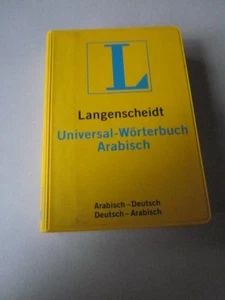 L
Langenscheidt
Universal-Wörterbuch
Arabisch
Arabisch – Deutsch
Deutsch – Arabisch